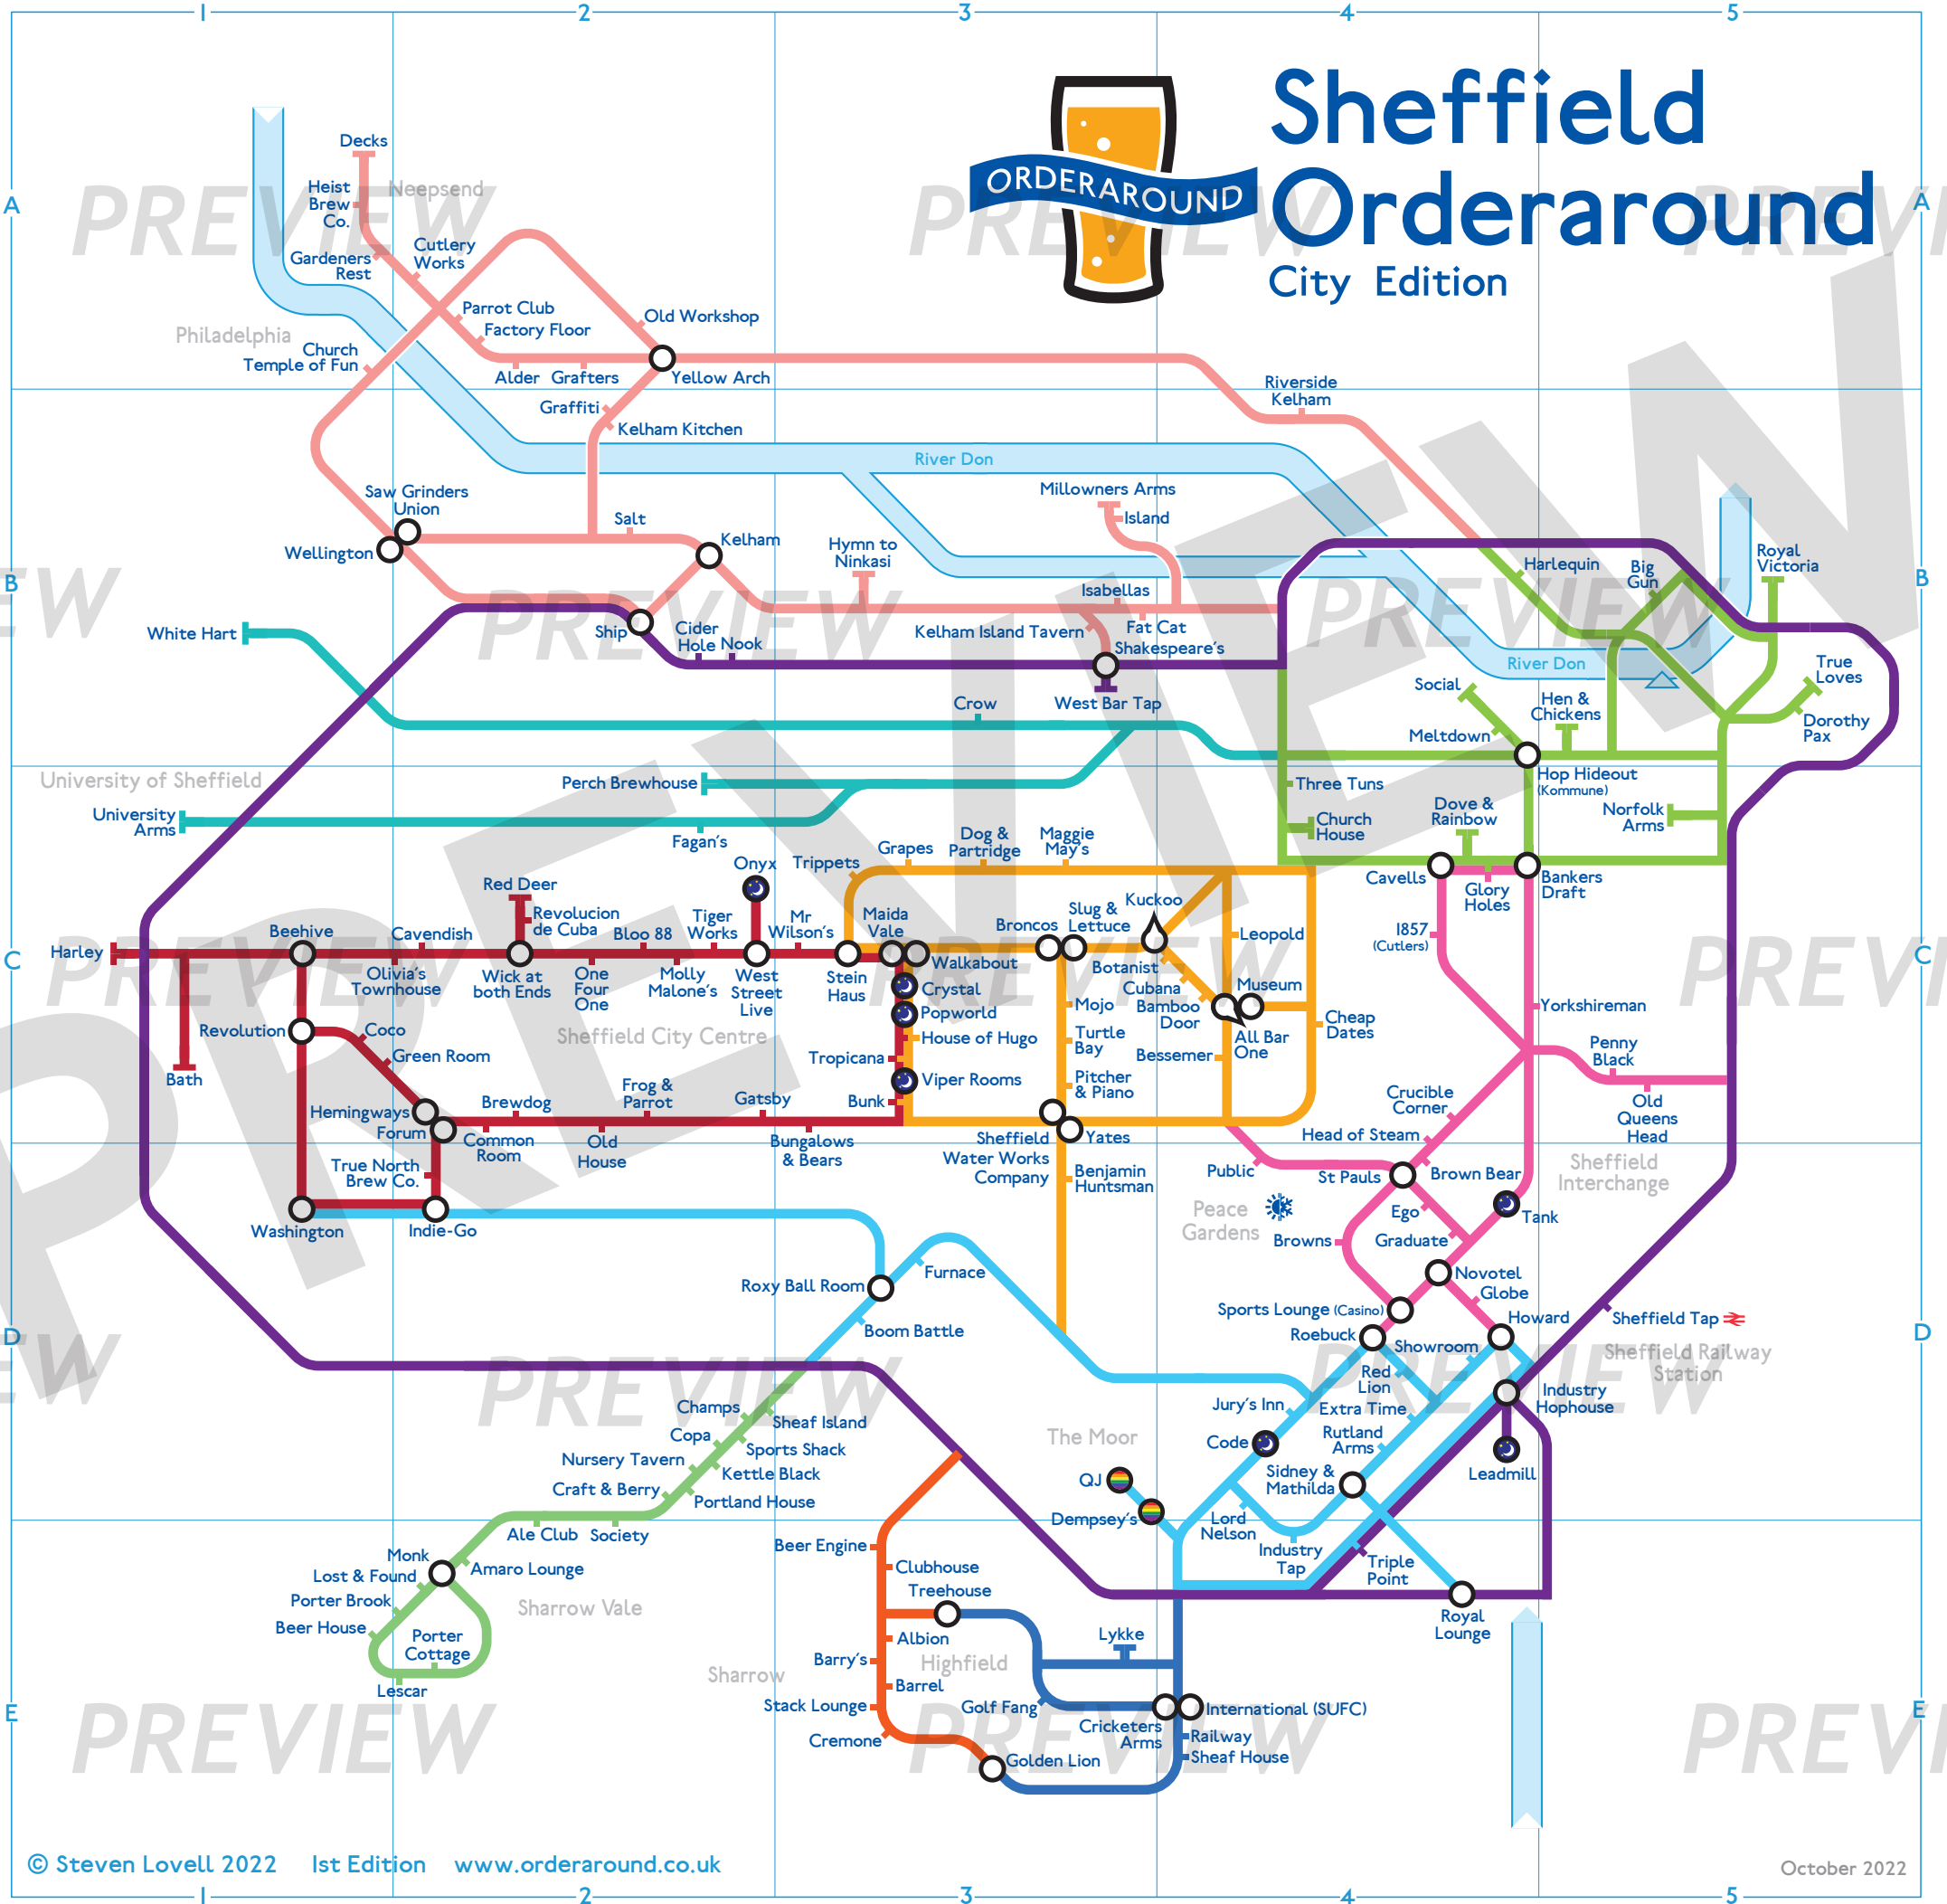 1
2
3
4
5
A
A
Sheffield
Orderaround
City Edition
ORDERAROUND
Decks
Heist
Brew
Co.
Neepsend
Gardeners
Rest
Cutlery
Works
Parrot Club
Factory Floor
Old Workshop
Philadelphia
Church
Temple of Fun
Alder
Grafters
Yellow Arch
PREVIEW
PREVIEW
PREVIEW
Riverside
Kelham
Graffiti
Kelham Kitchen
River Don
Saw Grinders
Union
Wellington
Salt
Kelham
Hymn to
Ninkasi
Millowners Arms
Island
Isabellas
Fat Cat
Kelham Island Tavern
Shakespeare's
West Bar Tap
Harlequin
Big
Gun
Royal
Victoria
B
B
White Hart
Ship
Cider
Hole
Nook
River Don
True
Loves
Dorothy
Pax
Social
Hen &
Chickens
Meltdown
Crow
Hop Hideout
(Kommune)
University of Sheffield
University
Arms
Perch Brewhouse
Fagan's
Three Tuns
Church
House
Dove &
Rainbow
Norfolk
Arms
Cavells
Glory
Holes
Bankers
Draft
1857
(Cutlers)
Onyx
Trippets
Grapes
Dog &
Partridge
Maggie
May's
Red Deer
Revolucion
de Cuba
Harley
Beehive
Cavendish
Bloo 88
Tiger
Works
Mr
Wilson's
Maida
Vale
Broncos
Slug &
Lettuce
Kuckoo
Leopold
C
C
Olivia's
Townhouse
Wick at
both Ends
One
Four
One
Molly
Malone's
West
Street
Live
Stein
Haus
Walkabout
Crystal
Popworld
House of Hugo
Tropicana
Viper Rooms
Bunk
Botanist
Cubana
Bamboo
Door
Museum
Bessemer
All Bar
One
Cheap
Dates
Mojo
Turtle
Bay
Pitcher
& Piano
Yorkshireman
Penny
Black
Old
Queens
Head
Crucible
Corner
Head of Steam
Bath
Revolution
Coco
Green Room
Sheffield City Centre
Hemingways
Forum
Brewdog
Common
Room
Frog &
Parrot
Old
House
Gatsby
Bungalows
& Bears
Sheffield
Water Works
Company
Yates
Benjamin
Huntsman
True North
Brew Co.
Washington
Indie-Go
Public
St Pauls
Brown Bear
Sheffield
Interchange
Peace
Gardens
Ego
Graduate
Tank
Browns
Novotel
Globe
Sports Lounge (Casino)
Roebuck
Howard
Showroom
Sheffield Tap
Sheffield Railway
Station
D
D
Roxy Ball Room
Furnace
Boom Battle
Red
Lion
Industry
Hophouse
Jury's Inn
Extra Time
Code
Rutland
Arms
Leadmill
Sidney &
Mathilda
The Moor
QJ
Dempsey's
Lord
Nelson
Industry
Tap
Triple
Point
Royal
Lounge
Champs
Sheaf Island
Copa
Sports Shack
Nursery Tavern
Kettle Black
Craft & Berry
Portland House
Ale Club
Society
Monk
Amaro Lounge
Lost & Found
Porter Brook
Beer House
Porter
Cottage
Lescar
Sharrow Vale
Beer Engine
Clubhouse
Treehouse
Albion
Barry's
Barrel
Stack Lounge
Cremone
Sharrow
Highfield
Lykke
Golf Fang
Cricketers
Arms
International (SUFC)
Railway
Sheaf House
Golden Lion
E
E
PREVIEW
PREVIEW
PREVIEW
© Steven Lovell 2022
1st Edition
www.orderaround.co.uk
October 2022
1
2
3
4
5